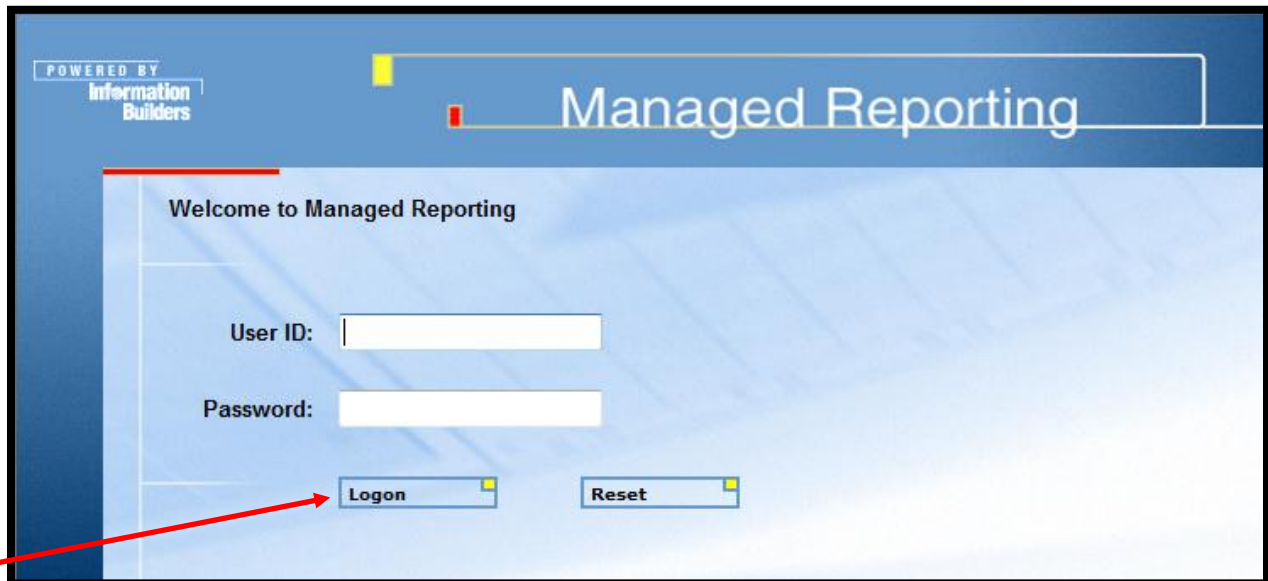 POWERED BY
Information
Builders
Managed Reporting
Welcome to Managed Reporting
User ID:
Password:
Logon
Reset